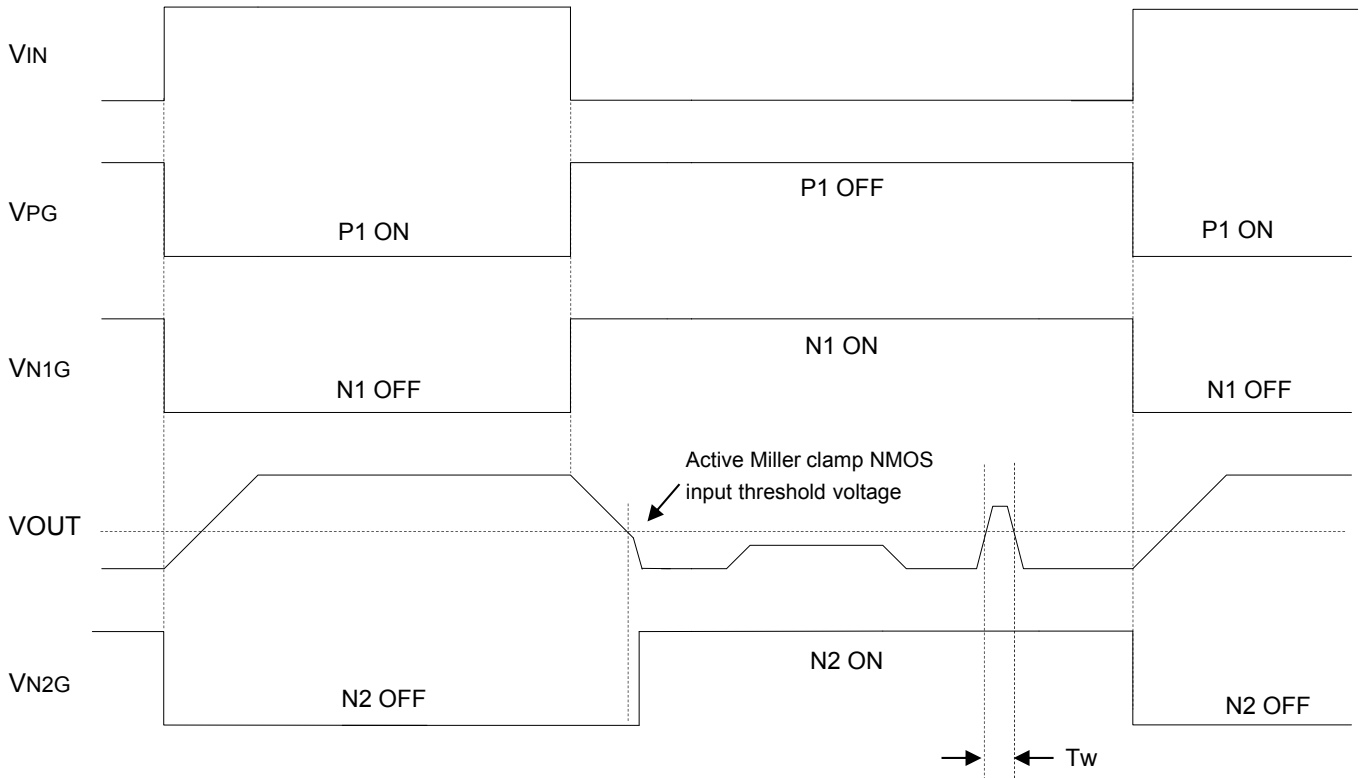 VIN
VPG
P1 ON
P1 OFF
P1 ON
VN1G
N1 OFF
N1 ON
N1 OFF
Active Miller clamp NMOS
input threshold voltage
VOUT
VN2G
N2 OFF
N2 ON
N2 OFF
Tw